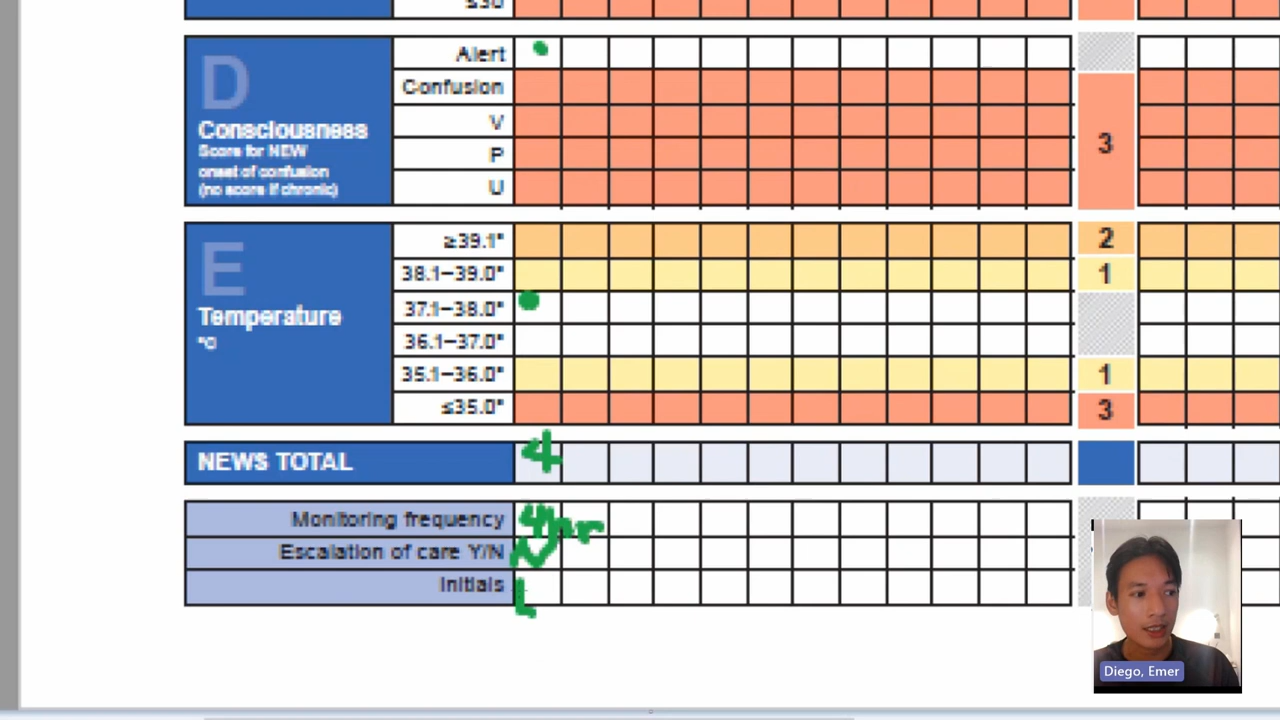 ≤30
D
Consciousness
Score for NEW
onset of confusion
(no score if chronic)
Alert
Confusion
V
P
U
3
E
Temperature
°C
≥39.1°
38.1–39.0°
37.1–38.0°
36.1–37.0°
35.1–36.0°
≤35.0°
2
1
1
3
NEWS TOTAL
4
Monitoring frequency
4hr
Escalation of care Y/N
N
Initials
L
Diego, Emer